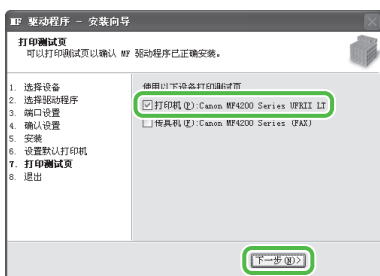 MF 驱动程序 - 安装向导
打印测试页
可以打印测试页以确认 MF 驱动程序已正确安装。
1. 选择设备
2. 选择驱动程序
3. 端口设置
4. 确认设置
5. 安装
6. 设置默认打印机
7. 打印测试页
8. 退出
使用以下设备打印测试页
打印机(P):Canon MF4200 Series UFRII LT
传真机(F):Canon MF4200 Series (FAX)
下一步(N)>